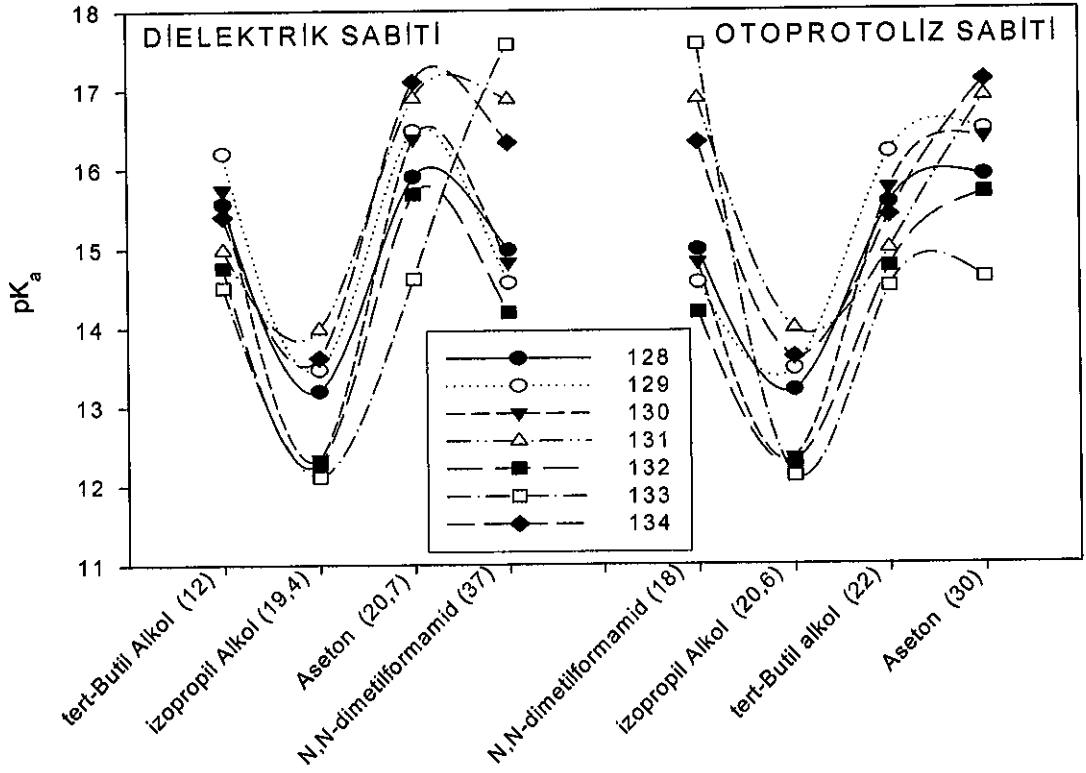 DİELEKTRİK SABİTİ
OTOPROTOLİZ SABİTİ
pKa
18
17
16
15
14
13
12
11
128
129
130
131
132
133
134
tert-Butil Alkol (12)
izopropil Alkol (19,4)
Aseton (20,7)
N,N-dimetilformamid (37)
N,N-dimetilformamid (18)
izopropil Alkol (20,6)
tert-Butil alkol (22)
Aseton (30)